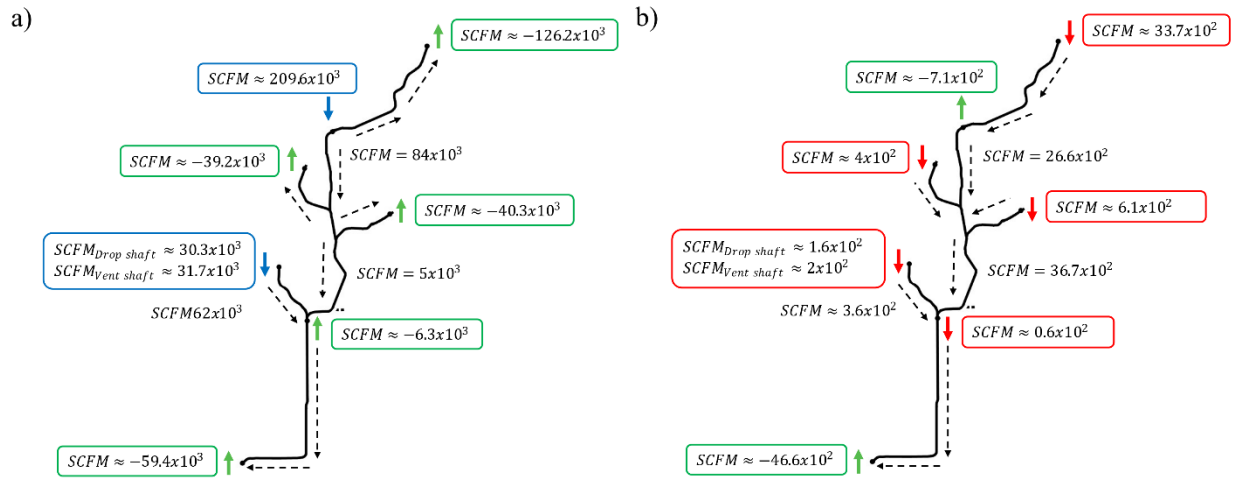 a)
SCFM ≈ −126.2x10³
SCFM ≈ 209.6x10³
SCFM = 84x10³
SCFM ≈ −39.2x10³
SCFM ≈ −40.3x10³
SCFM_Drop shaft ≈ 30.3x10³
SCFM_Vent shaft ≈ 31.7x10³
SCFM = 5x10³
SCFM62x10³
SCFM ≈ −6.3x10³
SCFM ≈ −59.4x10³
b)
SCFM ≈ 33.7x10²
SCFM ≈ −7.1x10²
SCFM = 26.6x10²
SCFM ≈ 4x10²
SCFM ≈ 6.1x10²
SCFM_Drop shaft ≈ 1.6x10²
SCFM_Vent shaft ≈ 2x10²
SCFM = 36.7x10²
SCFM ≈ 3.6x10²
SCFM ≈ 0.6x10²
SCFM ≈ −46.6x10²